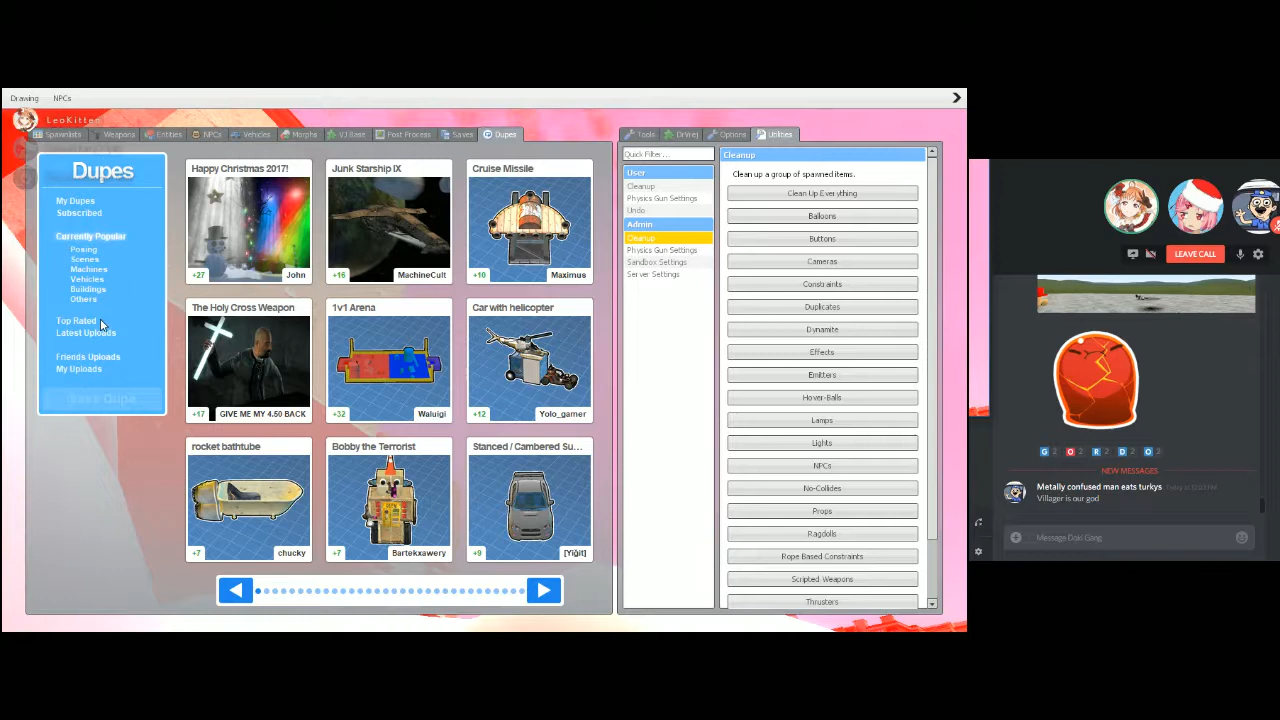 Drawing NPCs
LeoKitten
Spawnlists Weapons Entities NPCs Vehicles Morphs VJ Base Post Process Saves Dupes
Dupes
My Dupes
Subscribed
Currently Popular
Posing
Scenes
Machines
Vehicles
Buildings
Others
Top Rated
Latest Uploads
Friends Uploads
My Uploads
Save Dupe
Happy Christmas 2017!
+27 John
Junk Starship IX
+16 MachineCult
Cruise Missile
+10 Maximus
The Holy Cross Weapon
+17 GIVE ME MY 4.50 BACK
1v1 Arena
+32 Waluigi
Car with helicopter
+12 Yolo_gamer
rocket bathtube
+7 chucky
Bobby the Terrorist
+7 Bartekxawery
Stanced / Cambered Su...
+9 [Yiğit]
Tools DrVrej Options Utilities
Quick Filter...
User
Cleanup
Physics Gun Settings
Undo
Admin
Cleanup
Physics Gun Settings
Sandbox Settings
Server Settings
Cleanup
Clean up a group of spawned items.
Clean Up Everything
Balloons
Buttons
Cameras
Constraints
Duplicates
Dynamite
Effects
Emitters
Hover-Balls
Lamps
Lights
NPCs
No-Collides
Props
Ragdolls
Rope Based Constraints
Scripted Weapons
Thrusters
LEAVE CALL
G 2 O 2 R 2 D 2 O 2
NEW MESSAGES
Metally confused man eats turkys
Villager is our god
Message Doki Gang